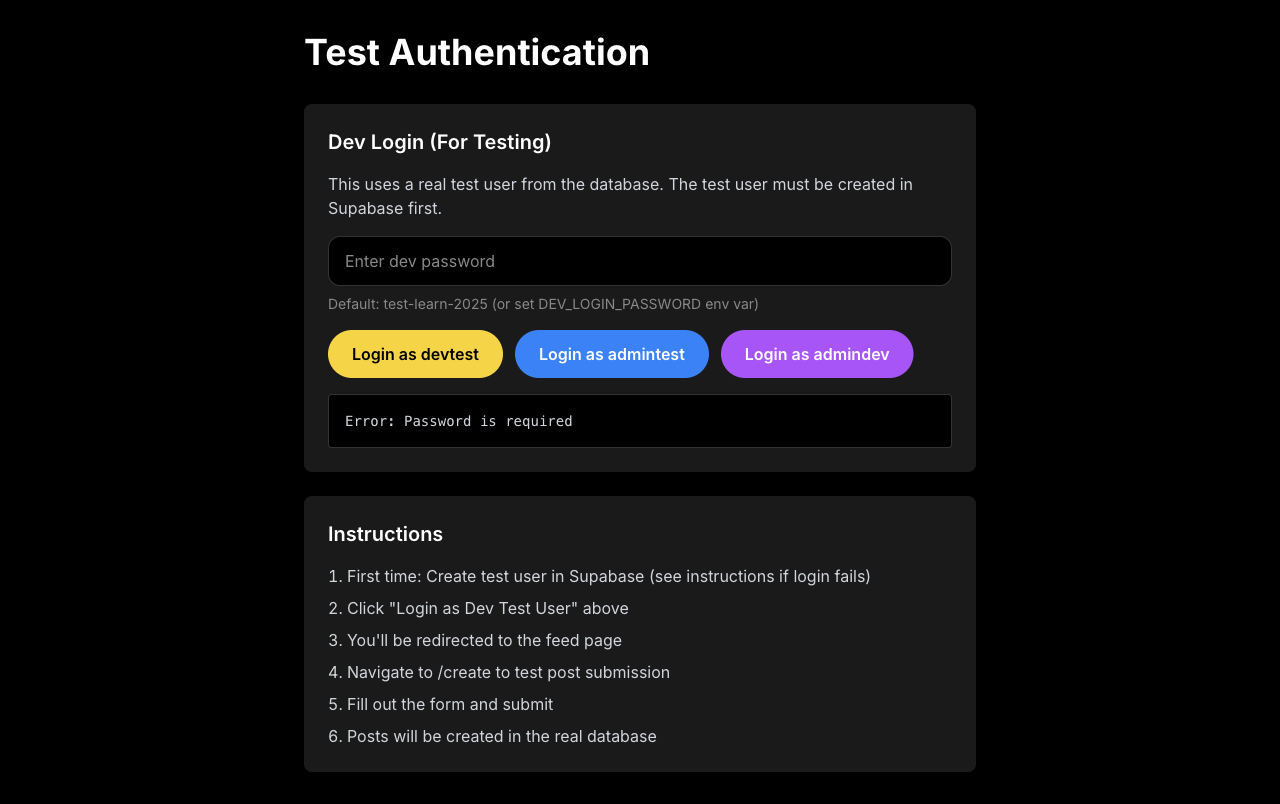 Test Authentication
Dev Login (For Testing)
This uses a real test user from the database. The test user must be created in
Supabase first.
Enter dev password
Default: test-learn-2025 (or set DEV_LOGIN_PASSWORD env var)
Login as devtest
Login as admintest
Login as admindev
Error: Password is required
Instructions
1. First time: Create test user in Supabase (see instructions if login fails)
2. Click "Login as Dev Test User" above
3. You'll be redirected to the feed page
4. Navigate to /create to test post submission
5. Fill out the form and submit
6. Posts will be created in the real database